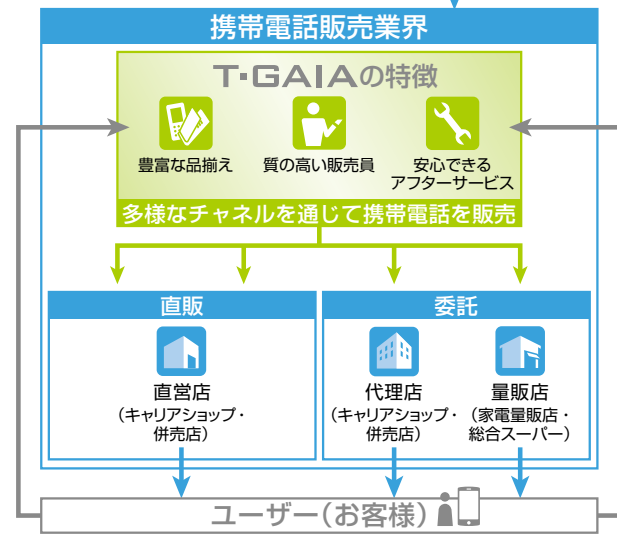 携帯電話販売業界
T・GAIAの特徴
豊富な品揃え
質の高い販売員
安心できる
アフターサービス
多様なチャネルを通じて携帯電話を販売
直販
直営店
(キャリアショップ・
併売店)
委託
代理店
(キャリアショップ・
併売店)
量販店
(家電量販店・
総合スーパー)
ユーザー(お客様)